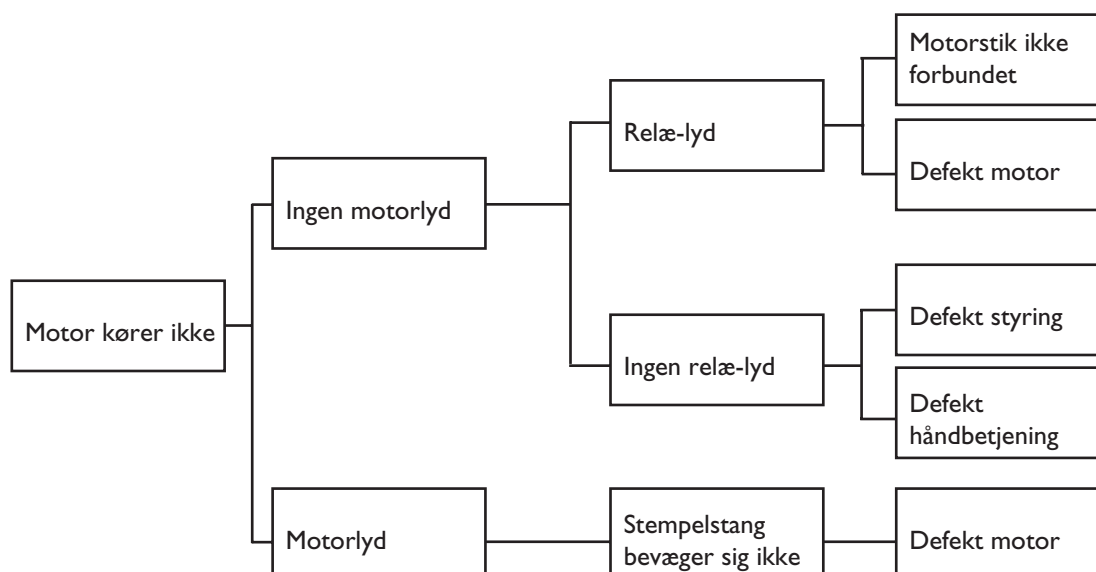 Motor kører ikke
Ingen motorlyd
Relæ-lyd
Motorstik ikke
forbundet
Defekt motor
Ingen relæ-lyd
Defekt styring
Defekt
håndbetjening
Motorlyd
Stempelstang
bevæger sig ikke
Defekt motor